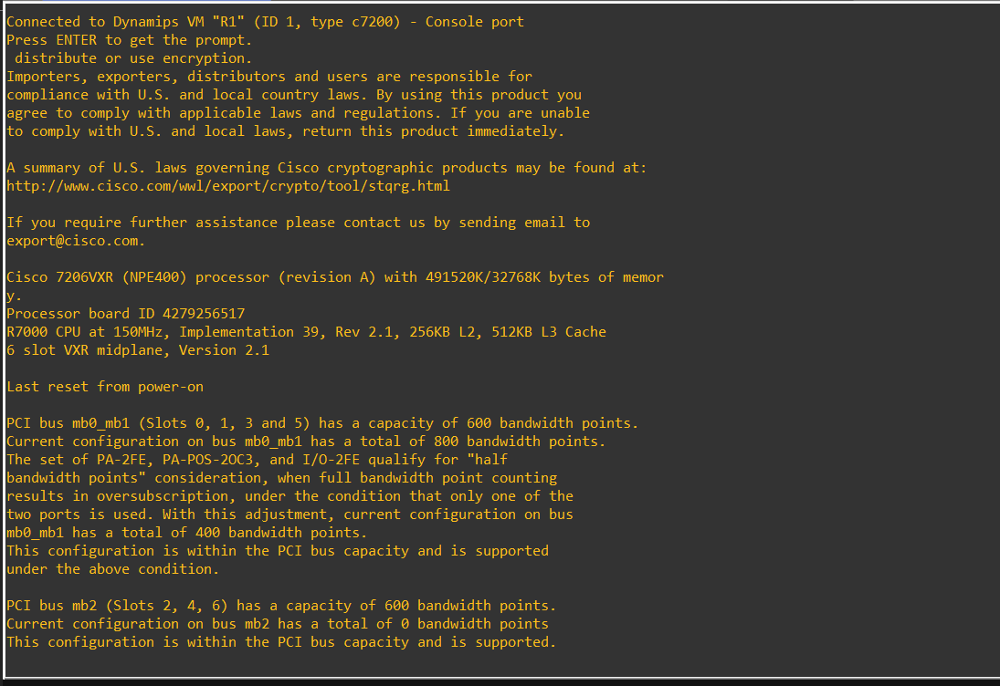 Connected to Dynamips VM "R1" (ID 1, type c7200) - Console port
Press ENTER to get the prompt.
 distribute or use encryption.
Importers, exporters, distributors and users are responsible for
compliance with U.S. and local country laws. By using this product you
agree to comply with applicable laws and regulations. If you are unable
to comply with U.S. and local laws, return this product immediately.

A summary of U.S. laws governing Cisco cryptographic products may be found at:
http://www.cisco.com/wwl/export/crypto/tool/stqrg.html

If you require further assistance please contact us by sending email to
export@cisco.com.

Cisco 7206VXR (NPE400) processor (revision A) with 491520K/32768K bytes of memor
y.
Processor board ID 4279256517
R7000 CPU at 150MHz, Implementation 39, Rev 2.1, 256KB L2, 512KB L3 Cache
6 slot VXR midplane, Version 2.1

Last reset from power-on

PCI bus mb0_mb1 (Slots 0, 1, 3 and 5) has a capacity of 600 bandwidth points.
Current configuration on bus mb0_mb1 has a total of 800 bandwidth points.
The set of PA-2FE, PA-POS-2OC3, and I/O-2FE qualify for "half
bandwidth points" consideration, when full bandwidth point counting
results in oversubscription, under the condition that only one of the
two ports is used. With this adjustment, current configuration on bus
mb0_mb1 has a total of 400 bandwidth points.
This configuration is within the PCI bus capacity and is supported
under the above condition.

PCI bus mb2 (Slots 2, 4, 6) has a capacity of 600 bandwidth points.
Current configuration on bus mb2 has a total of 0 bandwidth points
This configuration is within the PCI bus capacity and is supported.